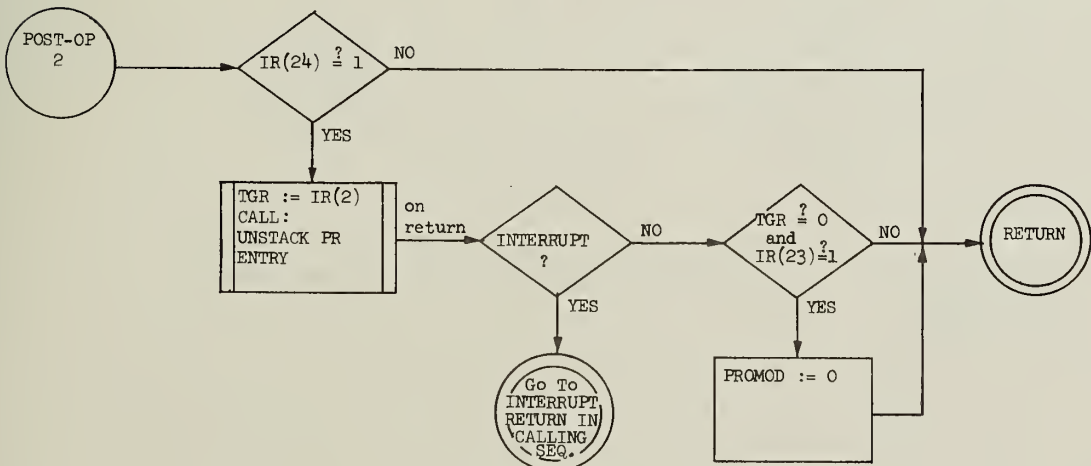 POST-OP
2
IR(24) ?= 1
NO
YES
TGR := IR(2)
CALL:
UNSTACK PR
ENTRY
on
return
INTERRUPT
?
NO
YES
Go To
INTERRUPT
RETURN IN
CALLING
SEQ.
TGR ?= 0
and
IR(23)?=1
NO
YES
PROMOD := 0
RETURN